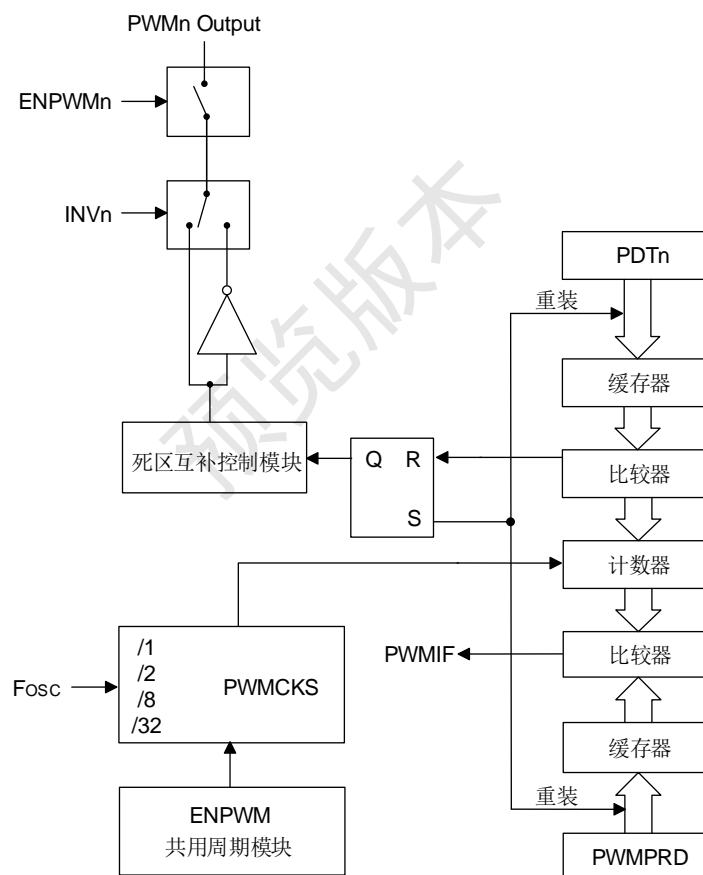 PWMn Output
ENPWMn
INVn
PDTn
重装
缓存器
死区互补控制模块
Q R
S
比较器
计数器
/1
/2
/8
/32
PWMCKS
Fosc
PWMIF
比较器
缓存器
ENPWM
共用周期模块
重装
PWMPRD
预览版本